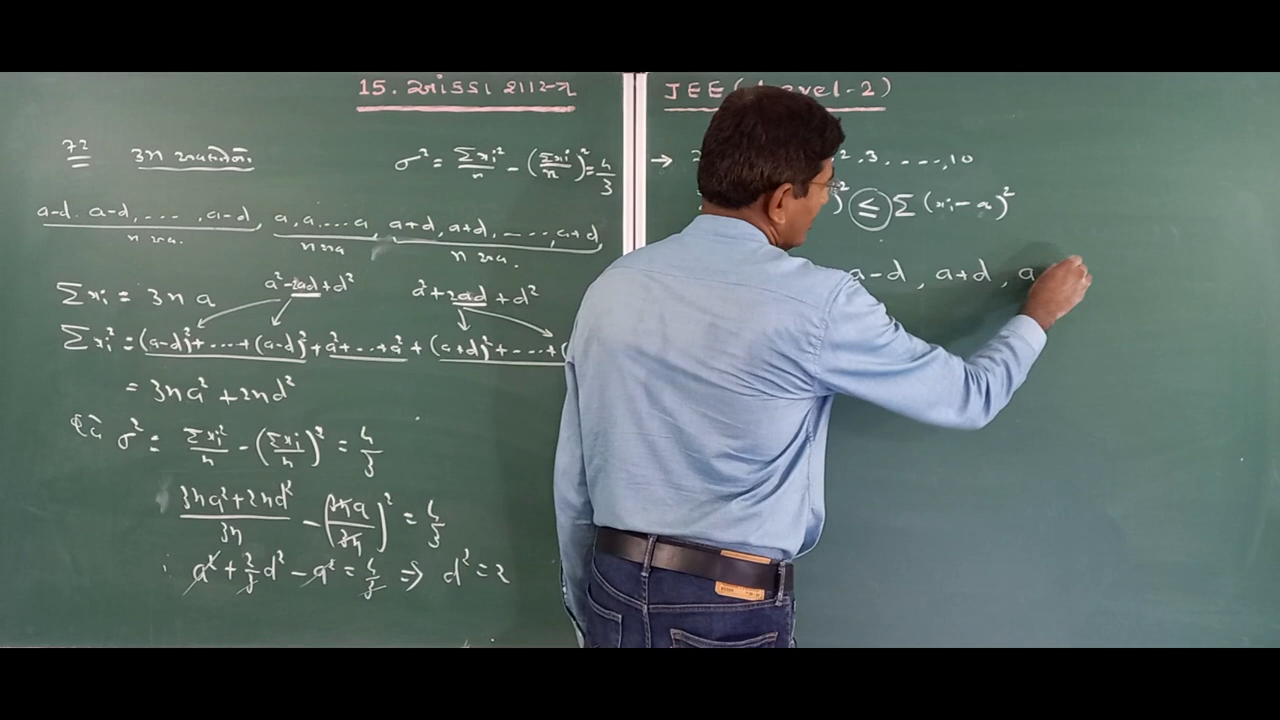 15. આંકડાશાસ્ત્ર
72
3n અવલોકનો
σ² = Σxi²/n - (Σxi/n)² = 4/3
a-d, a-d, ...., a-d, a, a, ... a, a+d, a+d, ...., a+d,
Σxi = 3na
a²-2ad+d²
a²+2ad+d²
Σxi² = (a-d)²+....+(a-d)²+a²+...+a²+(a+d)²+....+(
= 3na²+2nd²
σ² = Σxi²/n - (Σxi/n)² = 4/3
(3na²+2nd²)/3n - (3na/3n)² = 4/3
a² + 2/3 d² - a² = 4/3 ⇒ d² = 2
JEE (Level-2)
→ 2, 3, ...., 10
)² ≤ Σ(xi-a)²
a-d, a+d, a